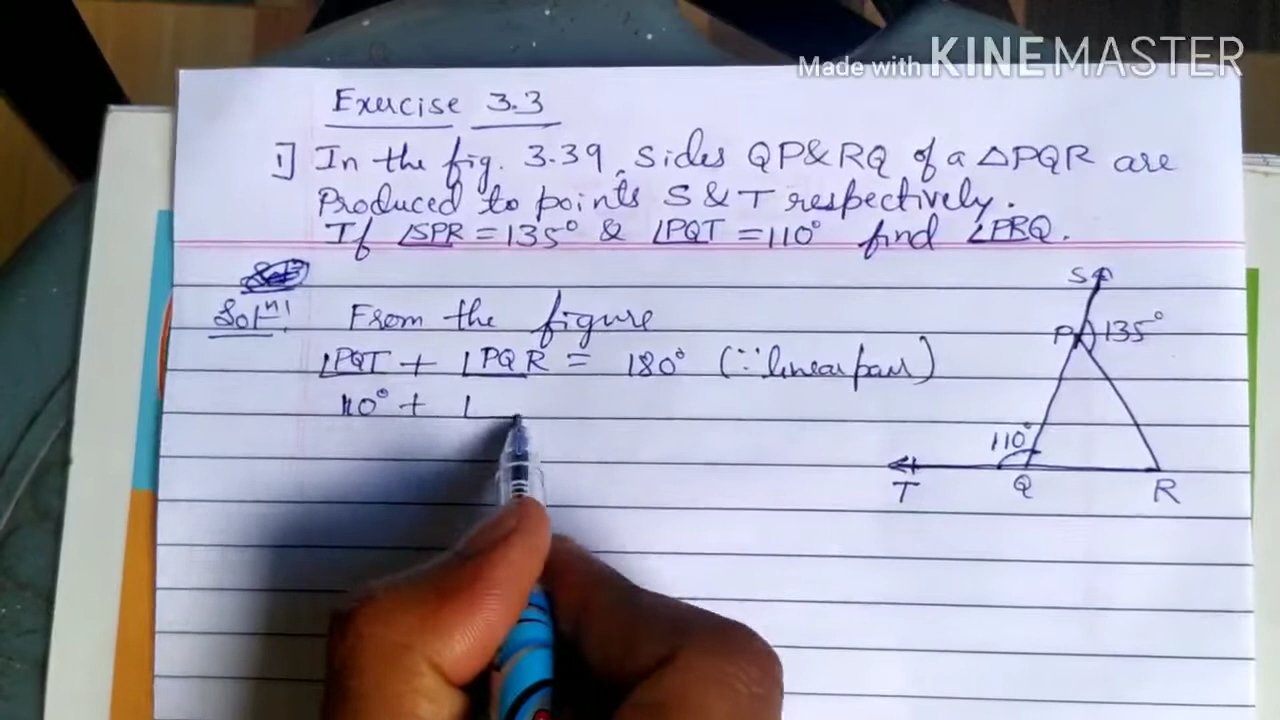 Made with KINEMASTER
Exercise 3.3
1] In the fig. 3.39, Sides QP & RQ of a △PQR are
Produced to points S & T respectively.
If ∠SPR = 135° & ∠PQT = 110° find ∠PRQ.
Solⁿ! From the figure
∠PQT + ∠PQR = 180° (∵ linear pair)
110° + ∠
S
P 135°
110°
T Q R